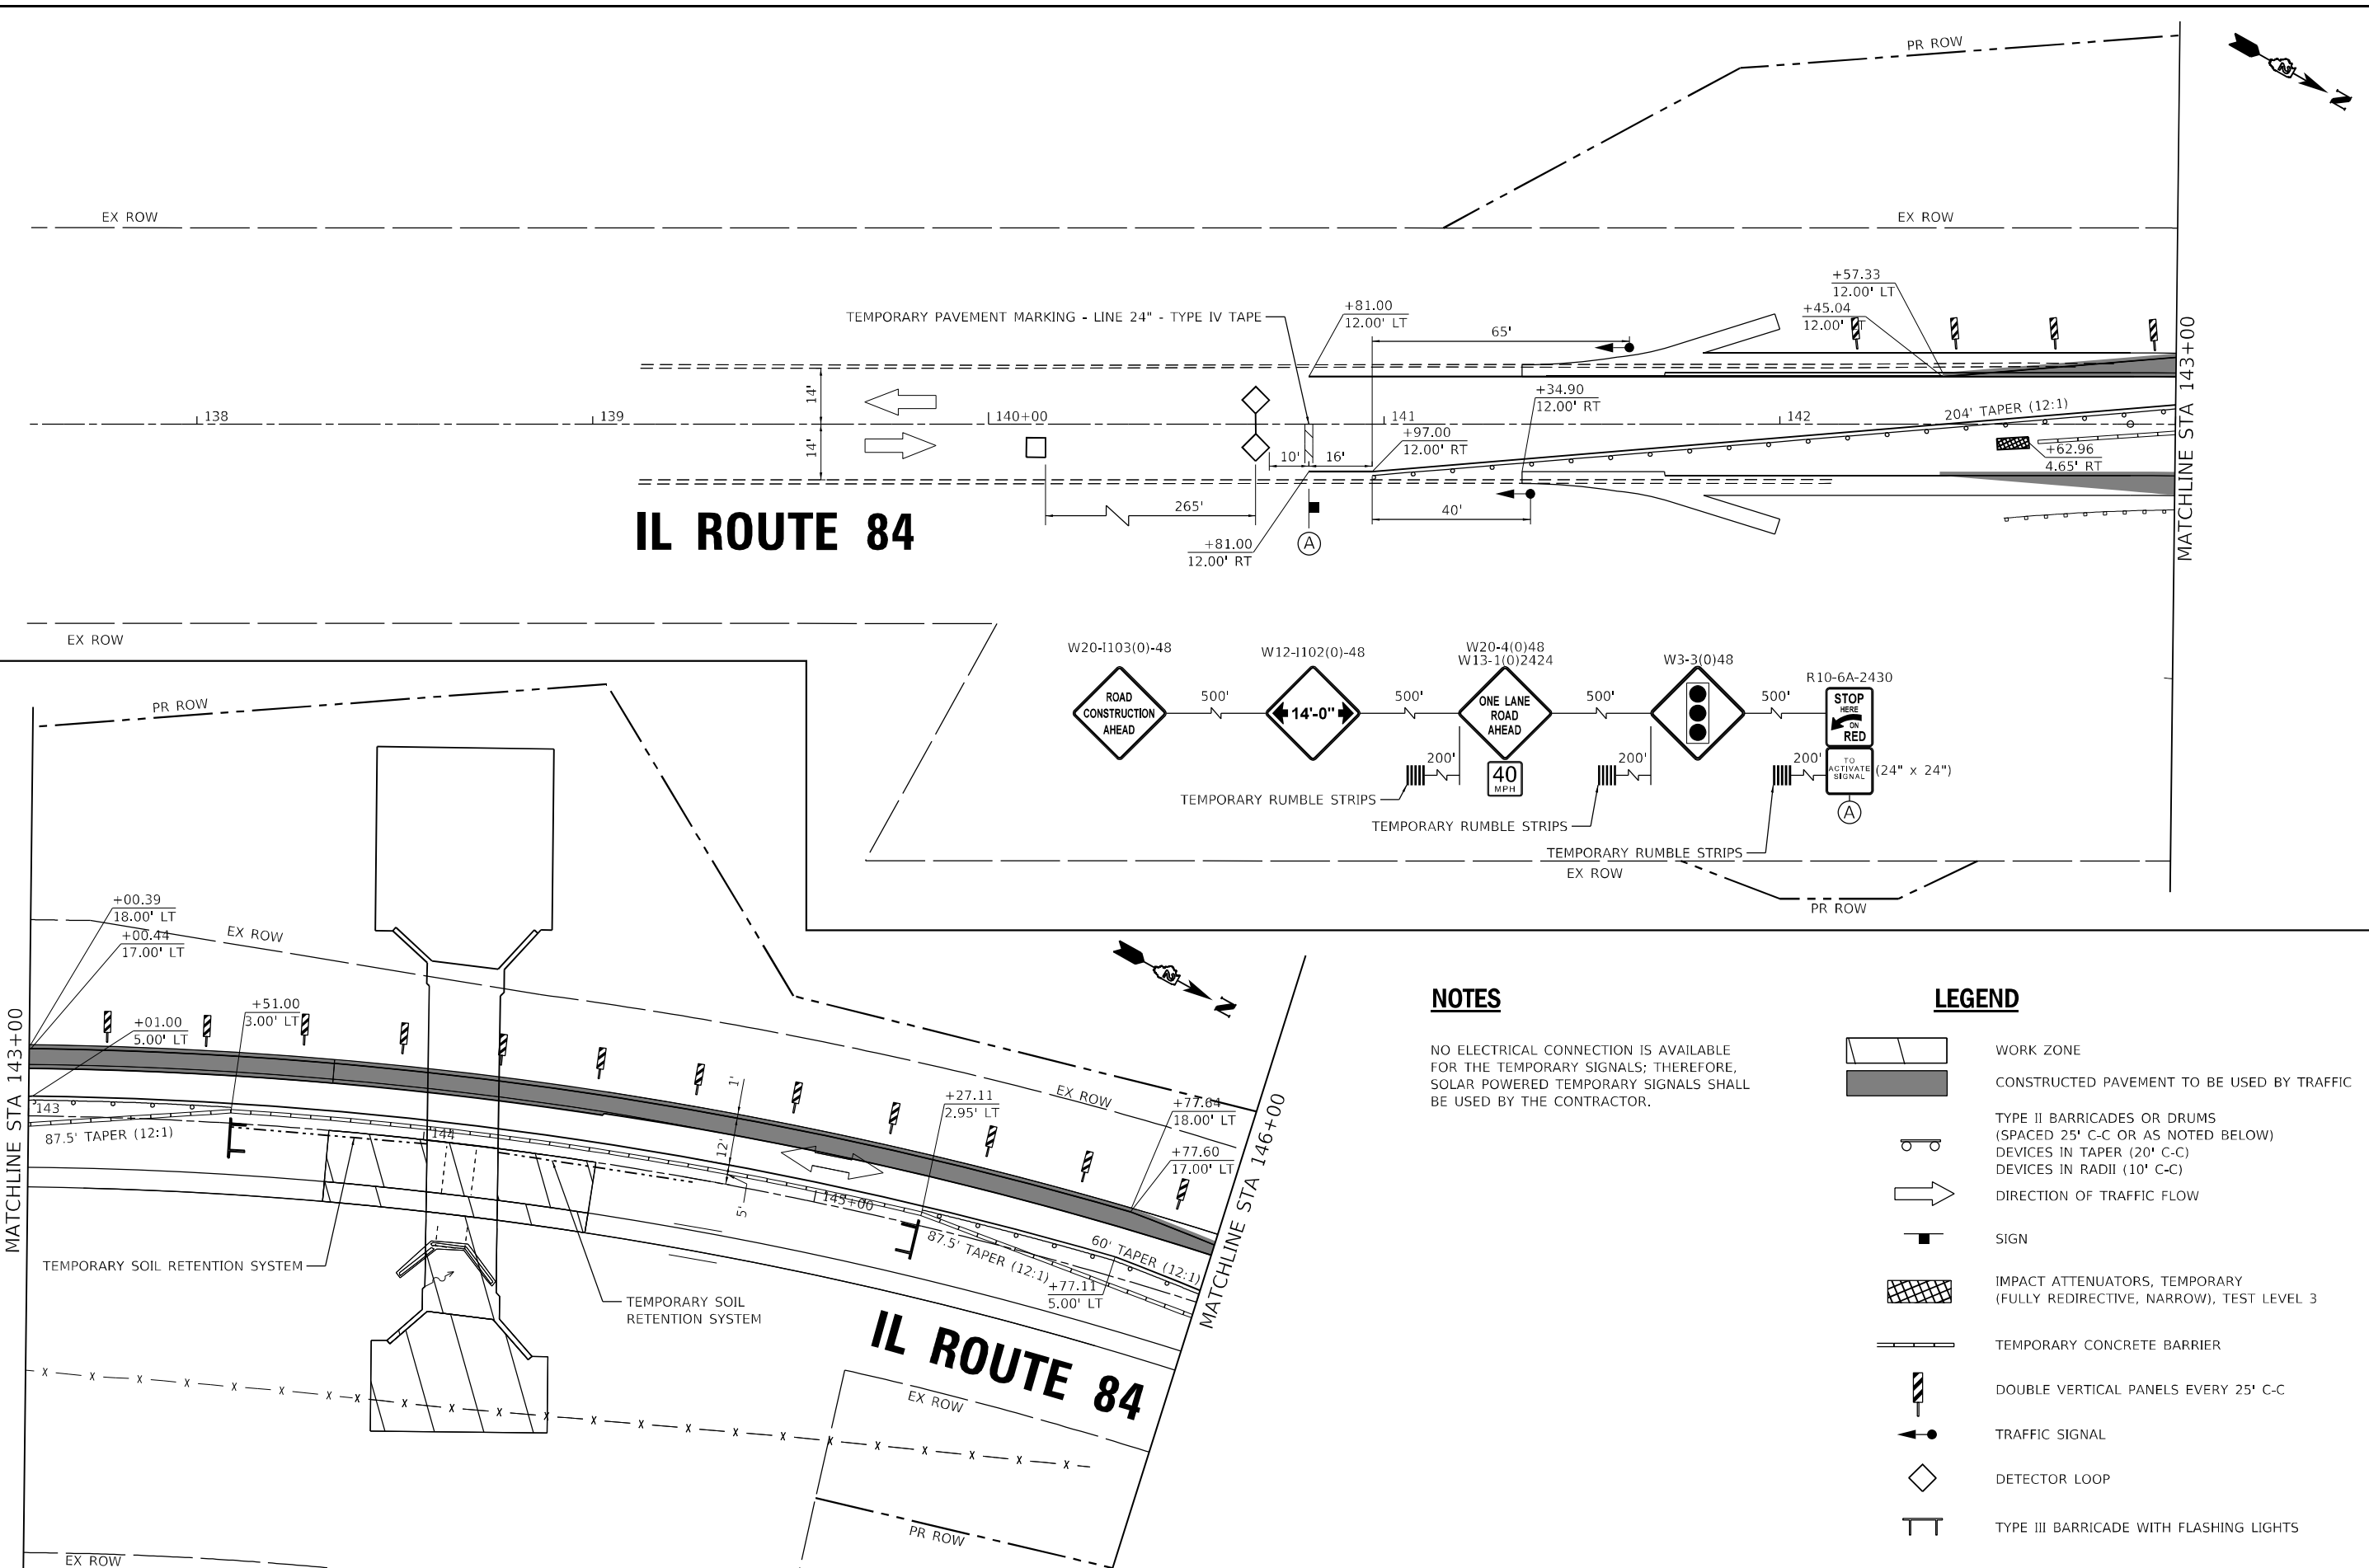 PR ROW
N
EX ROW
EX ROW
+57.33
12.00' LT
+45.04
12.00' LT
TEMPORARY PAVEMENT MARKING - LINE 24" - TYPE IV TAPE
+81.00
12.00' LT
65'
14'
14'
138
139
140+00
141
142
+34.90
12.00' RT
204' TAPER (12:1)
+97.00
12.00' RT
10'
16'
+62.96
4.65' RT
265'
40'
IL ROUTE 84
+81.00
12.00' RT
A
MATCHLINE STA 143+00
EX ROW
W20-I103(0)-48
W12-I102(0)-48
W20-4(0)48
W13-1(0)2424
W3-3(0)48
R10-6A-2430
ROAD
CONSTRUCTION
AHEAD
500'
14'-0"
500'
ONE LANE
ROAD
AHEAD
500'
500'
STOP
HERE
ON
RED
200'
40
MPH
200'
200'
TO
ACTIVATE
SIGNAL
(24" x 24")
A
TEMPORARY RUMBLE STRIPS
TEMPORARY RUMBLE STRIPS
TEMPORARY RUMBLE STRIPS
EX ROW
PR ROW
PR ROW
+00.39
18.00' LT
+00.44
17.00' LT
EX ROW
N
+51.00
3.00' LT
+01.00
5.00' LT
MATCHLINE STA 143+00
143
87.5' TAPER (12:1)
144
1'
12'
5'
145+00
+27.11
2.95' LT
EX ROW
+77.64
18.00' LT
+77.60
17.00' LT
MATCHLINE STA 146+00
87.5' TAPER (12:1)
60' TAPER (12:1)
+77.11
5.00' LT
TEMPORARY SOIL RETENTION SYSTEM
TEMPORARY SOIL
RETENTION SYSTEM
IL ROUTE 84
X X X X X X X X X X X X X X X X X X X X X X X
EX ROW
PR ROW
EX ROW
NOTES
NO ELECTRICAL CONNECTION IS AVAILABLE
FOR THE TEMPORARY SIGNALS; THEREFORE,
SOLAR POWERED TEMPORARY SIGNALS SHALL
BE USED BY THE CONTRACTOR.
LEGEND
WORK ZONE
CONSTRUCTED PAVEMENT TO BE USED BY TRAFFIC
TYPE II BARRICADES OR DRUMS
(SPACED 25' C-C OR AS NOTED BELOW)
DEVICES IN TAPER (20' C-C)
DEVICES IN RADII (10' C-C)
DIRECTION OF TRAFFIC FLOW
SIGN
IMPACT ATTENUATORS, TEMPORARY
(FULLY REDIRECTIVE, NARROW), TEST LEVEL 3
TEMPORARY CONCRETE BARRIER
DOUBLE VERTICAL PANELS EVERY 25' C-C
TRAFFIC SIGNAL
DETECTOR LOOP
TYPE III BARRICADE WITH FLASHING LIGHTS